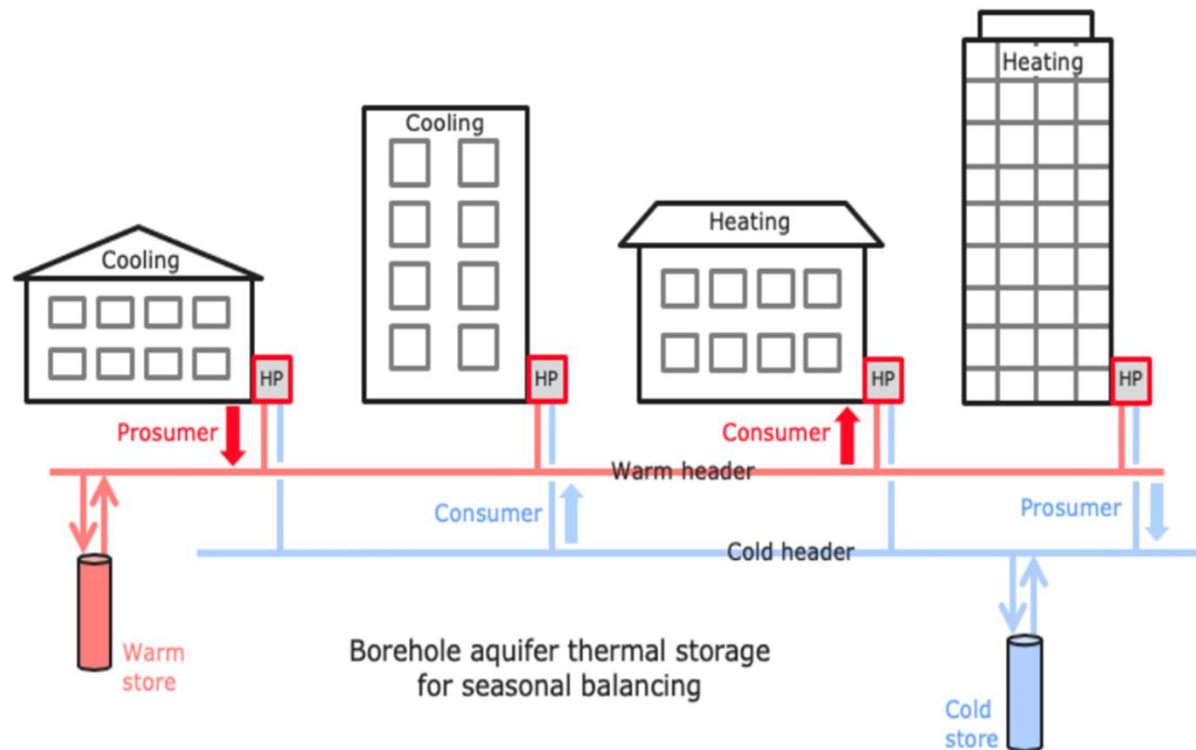 Heating
Cooling
Heating
Cooling
HP
HP
HP
HP
Prosumer
Consumer
Warm header
Consumer
Prosumer
Cold header
Warm
store
Borehole aquifer thermal storage
for seasonal balancing
Cold
store